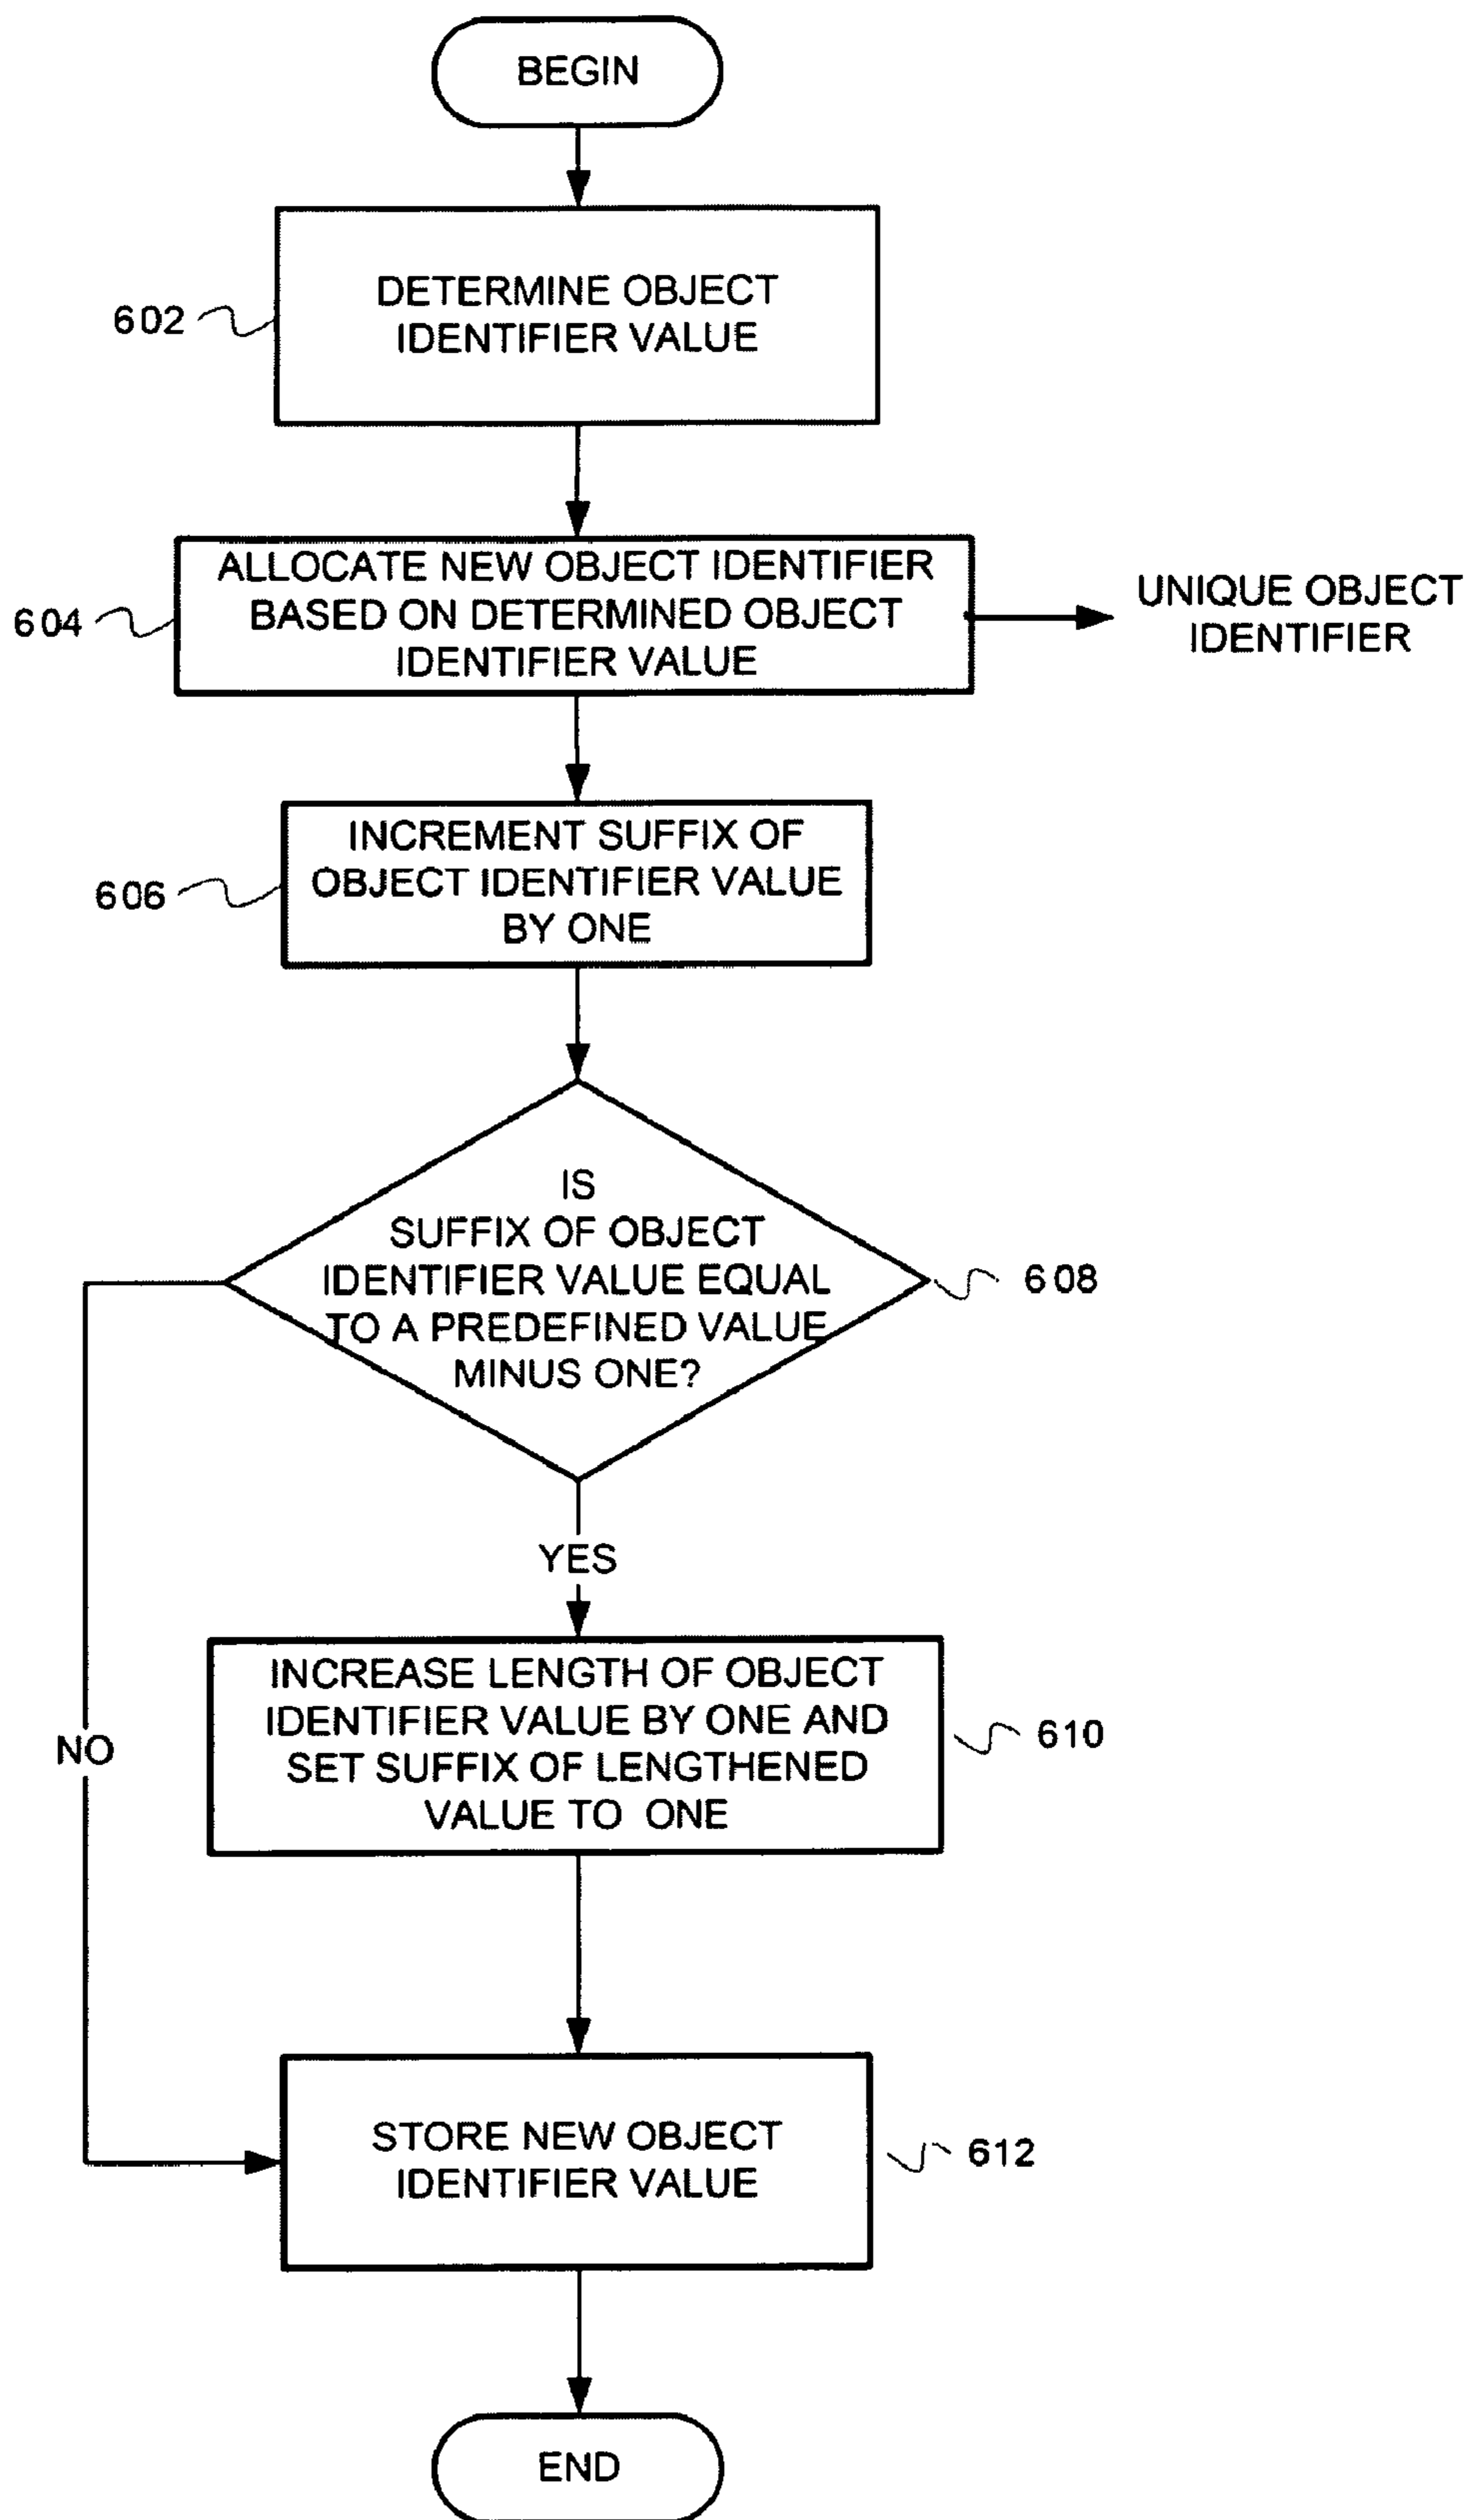 BEGIN
DETERMINE OBJECT
IDENTIFIER VALUE
602
ALLOCATE NEW OBJECT IDENTIFIER
BASED ON DETERMINED OBJECT
IDENTIFIER VALUE
604
UNIQUE OBJECT
IDENTIFIER
INCREMENT SUFFIX OF
OBJECT IDENTIFIER VALUE
BY ONE
606
IS
SUFFIX OF OBJECT
IDENTIFIER VALUE EQUAL
TO A PREDEFINED VALUE
MINUS ONE?
608
YES
INCREASE LENGTH OF OBJECT
IDENTIFIER VALUE BY ONE AND
SET SUFFIX OF LENGTHENED
VALUE TO ONE
610
NO
STORE NEW OBJECT
IDENTIFIER VALUE
612
END